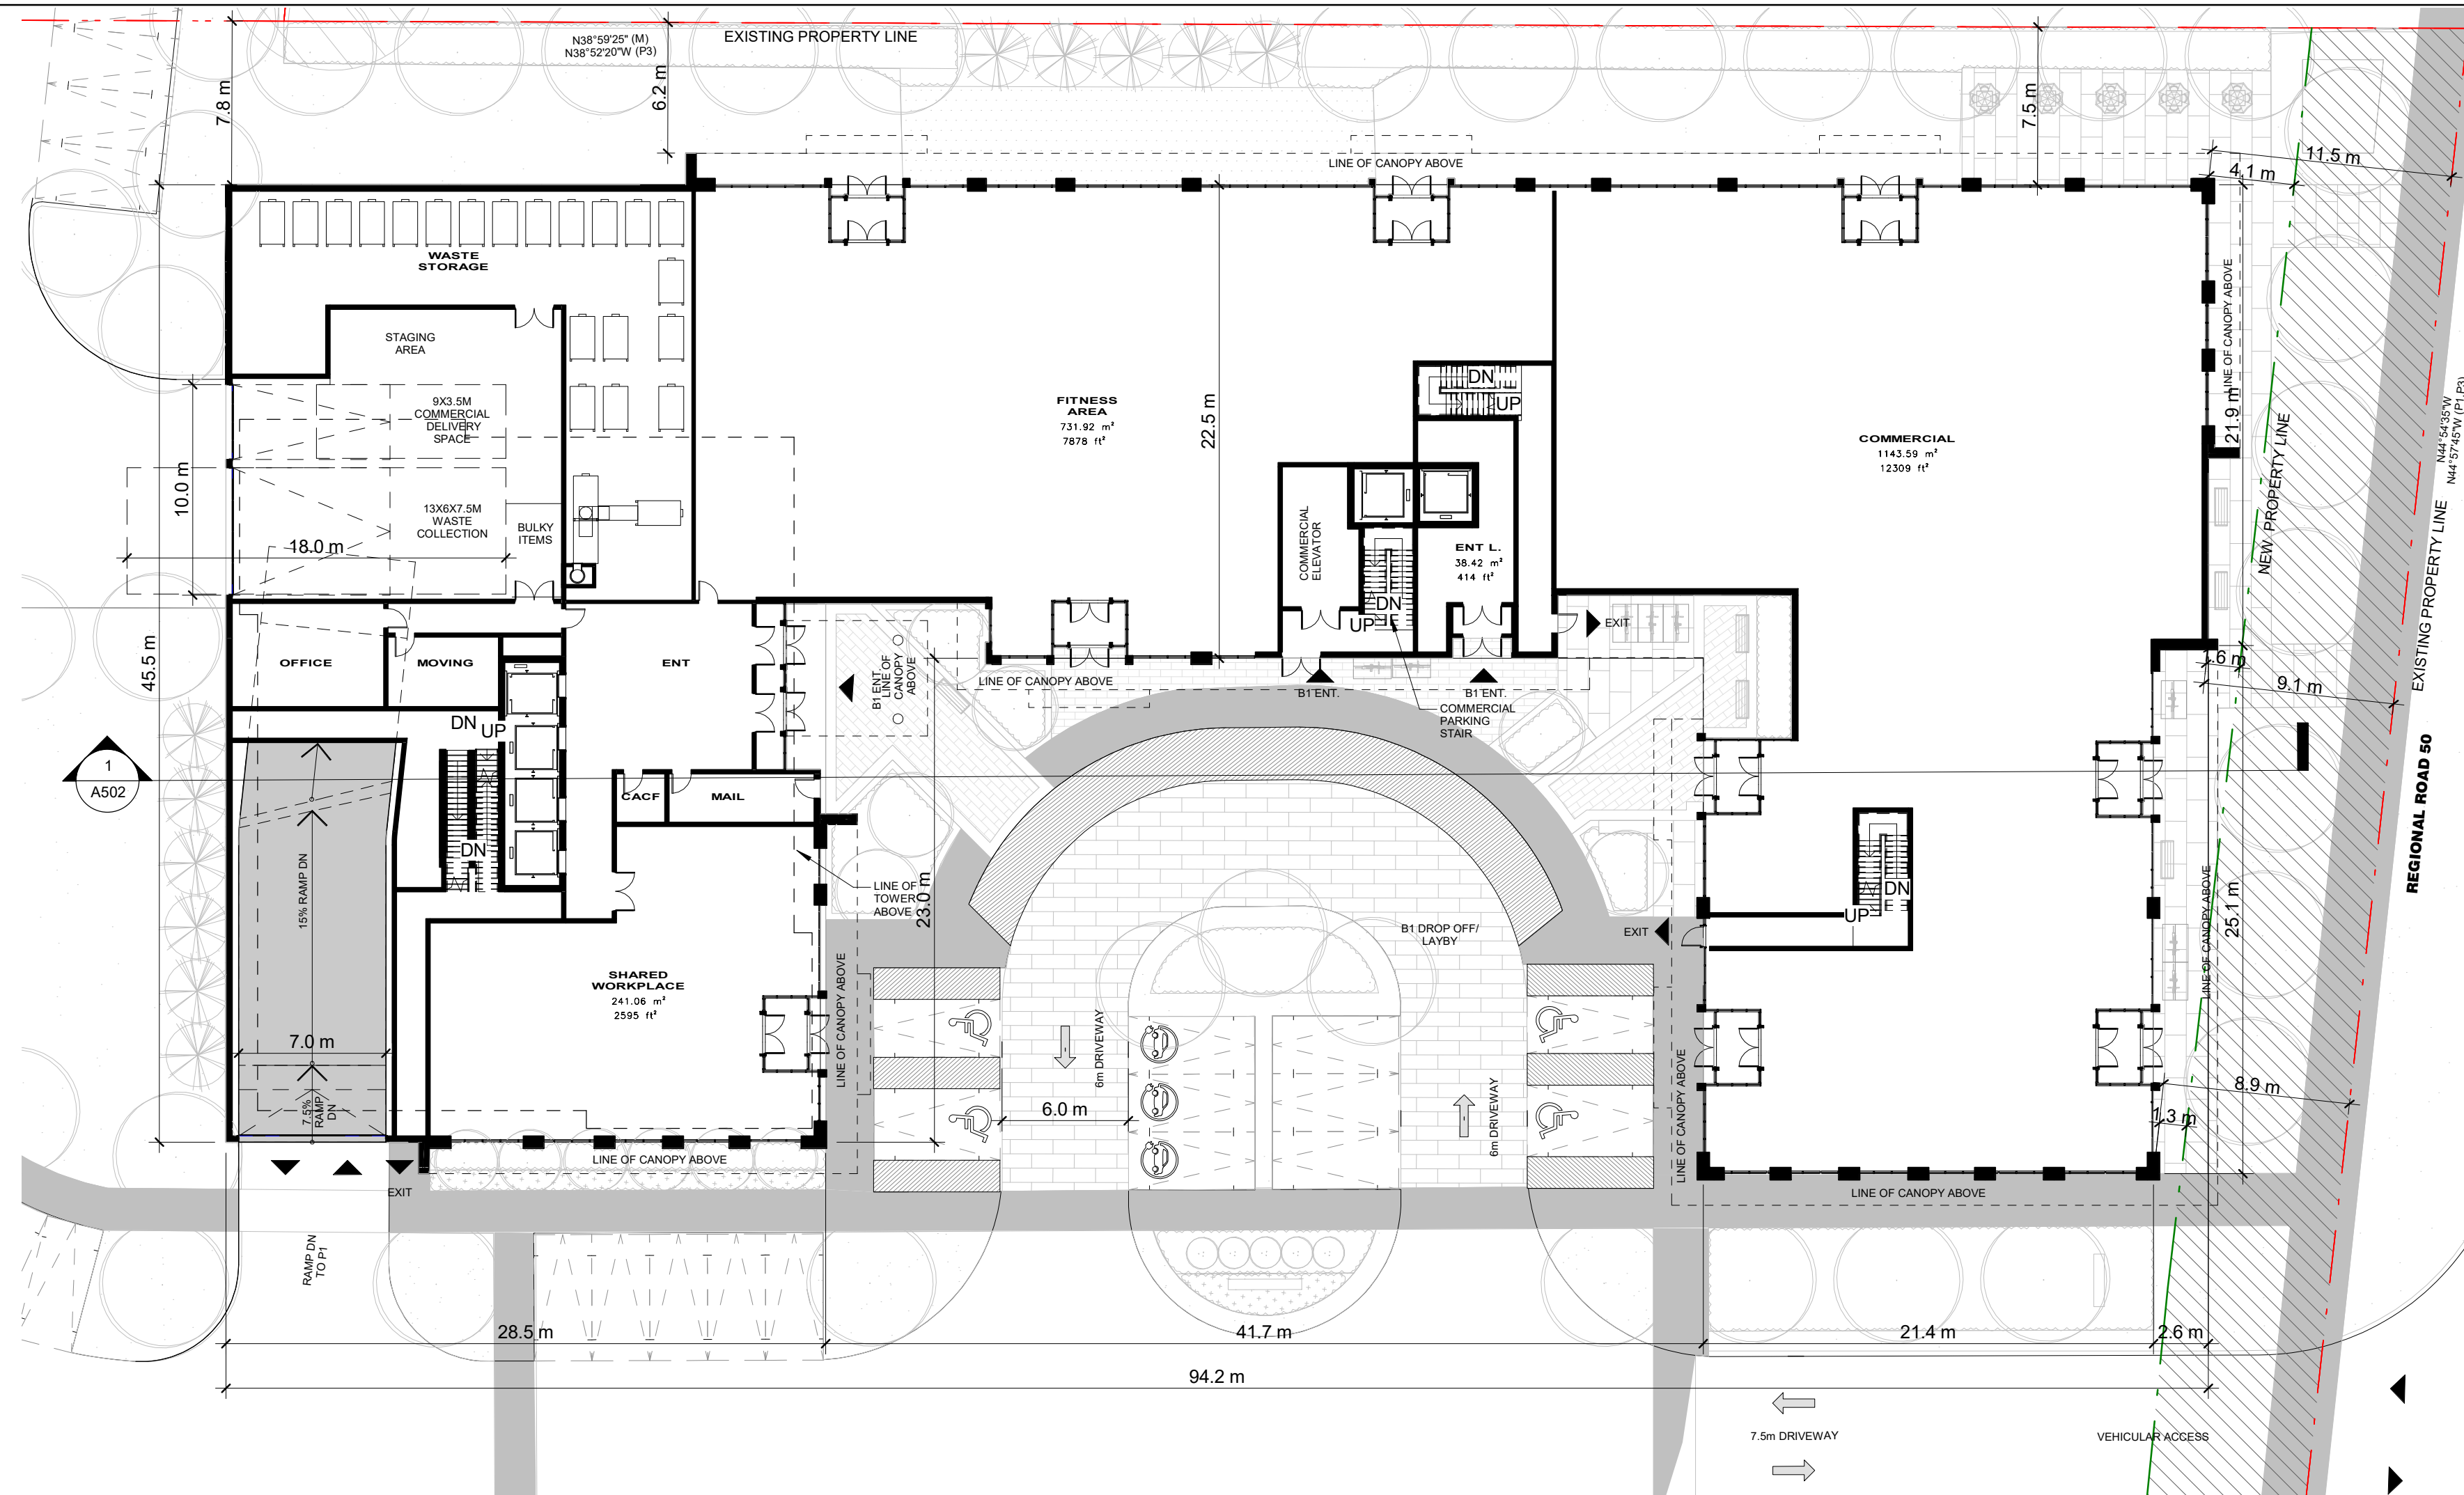 N38°59'25" (M)
N38°52'20"W (P3)
EXISTING PROPERTY LINE
7.8 m
6.2 m
7.5 m
LINE OF CANOPY ABOVE
11.5 m
4.1 m
WASTE
STORAGE
STAGING
AREA
9X3.5M
COMMERCIAL
DELIVERY
SPACE
13X6X7.5M
WASTE
COLLECTION
BULKY
ITEMS
10.0 m
18.0 m
45.5 m
FITNESS
AREA
731.92 m²
7878 ft²
22.5 m
DN
UP
COMMERCIAL
ELEVATOR
ENT L.
38.42 m²
414 ft²
DN
UP
COMMERCIAL
1143.59 m²
12309 ft²
LINE OF CANOPY ABOVE
21.9 m
NEW PROPERTY LINE
EXISTING PROPERTY LINE
N44°54'35"W
N44°57'45"W (P1,P3)
REGIONAL ROAD 50
EXIT
OFFICE
MOVING
ENT
B1 ENT.
LINE OF
CANOPY
ABOVE
LINE OF CANOPY ABOVE
B1 ENT.
B1 ENT.
COMMERCIAL
PARKING
STAIR
.6 m
9.1 m
DN
UP
1
A502
CACF
MAIL
DN
LINE OF
TOWER
ABOVE
23.0 m
15% RAMP DN
7.0 m
7.5%
RAMP
DN
SHARED
WORKPLACE
241.06 m²
2595 ft²
LINE OF CANOPY ABOVE
B1 DROP OFF/
LAYBY
6m DRIVEWAY
6.0 m
6m DRIVEWAY
EXIT
UP
DN
LINE OF CANOPY ABOVE
LINE OF CANOPY ABOVE
25.1 m
8.9 m
1.3 m
EXIT
LINE OF CANOPY ABOVE
LINE OF CANOPY ABOVE
RAMP DN
TO P1
28.5 m
41.7 m
21.4 m
2.6 m
94.2 m
7.5m DRIVEWAY
VEHICULAR ACCESS